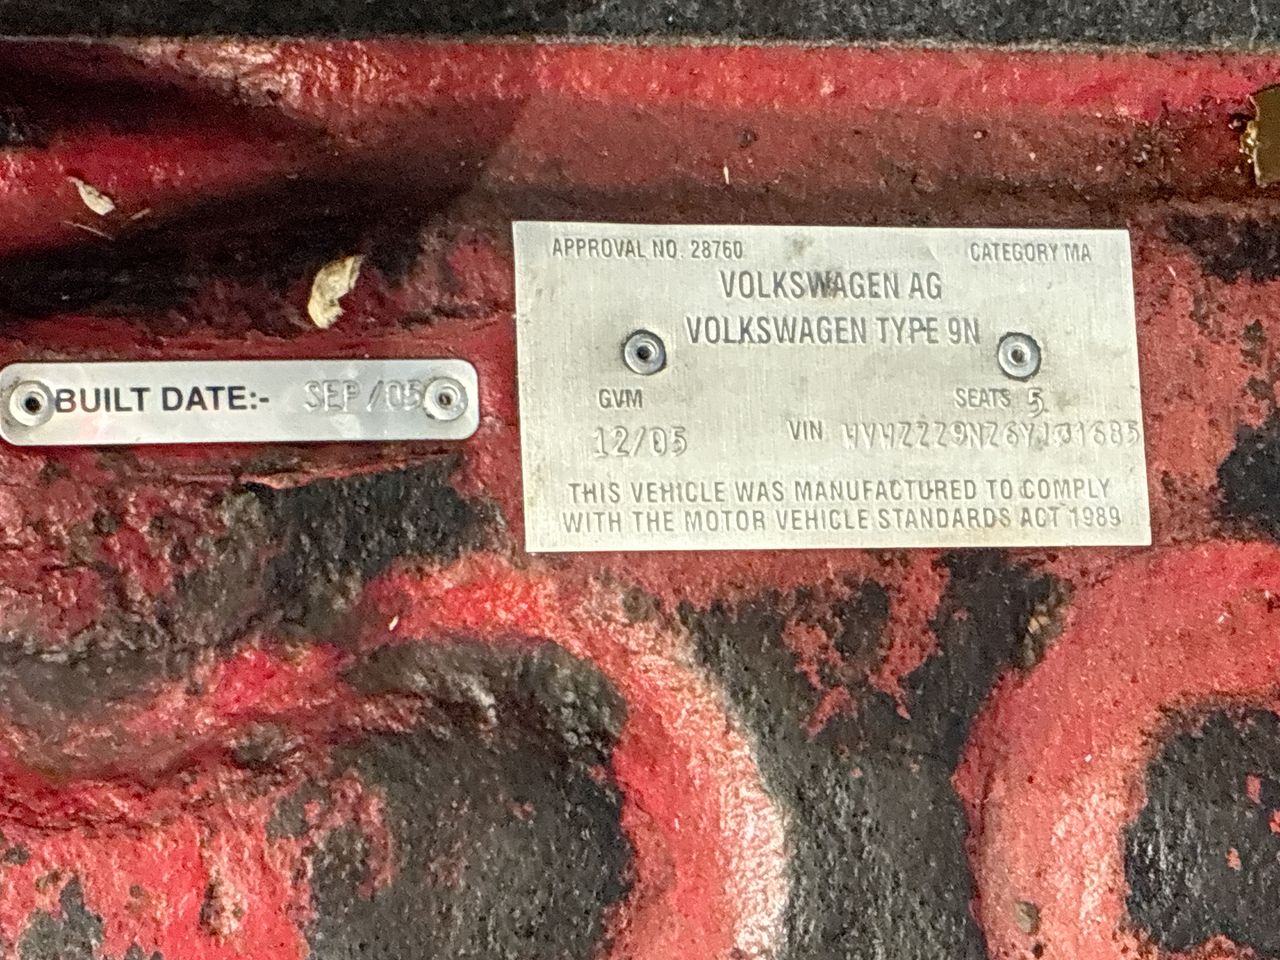 APPROVAL NO. 28760 CATEGORY MA
VOLKSWAGEN AG
VOLKSWAGEN TYPE 9N
BUILT DATE:- SEP/05
GVM SEATS 5
12/05 VIN WVWZZZ9NZ6Y101685
THIS VEHICLE WAS MANUFACTURED TO COMPLY
WITH THE MOTOR VEHICLE STANDARDS ACT 1989